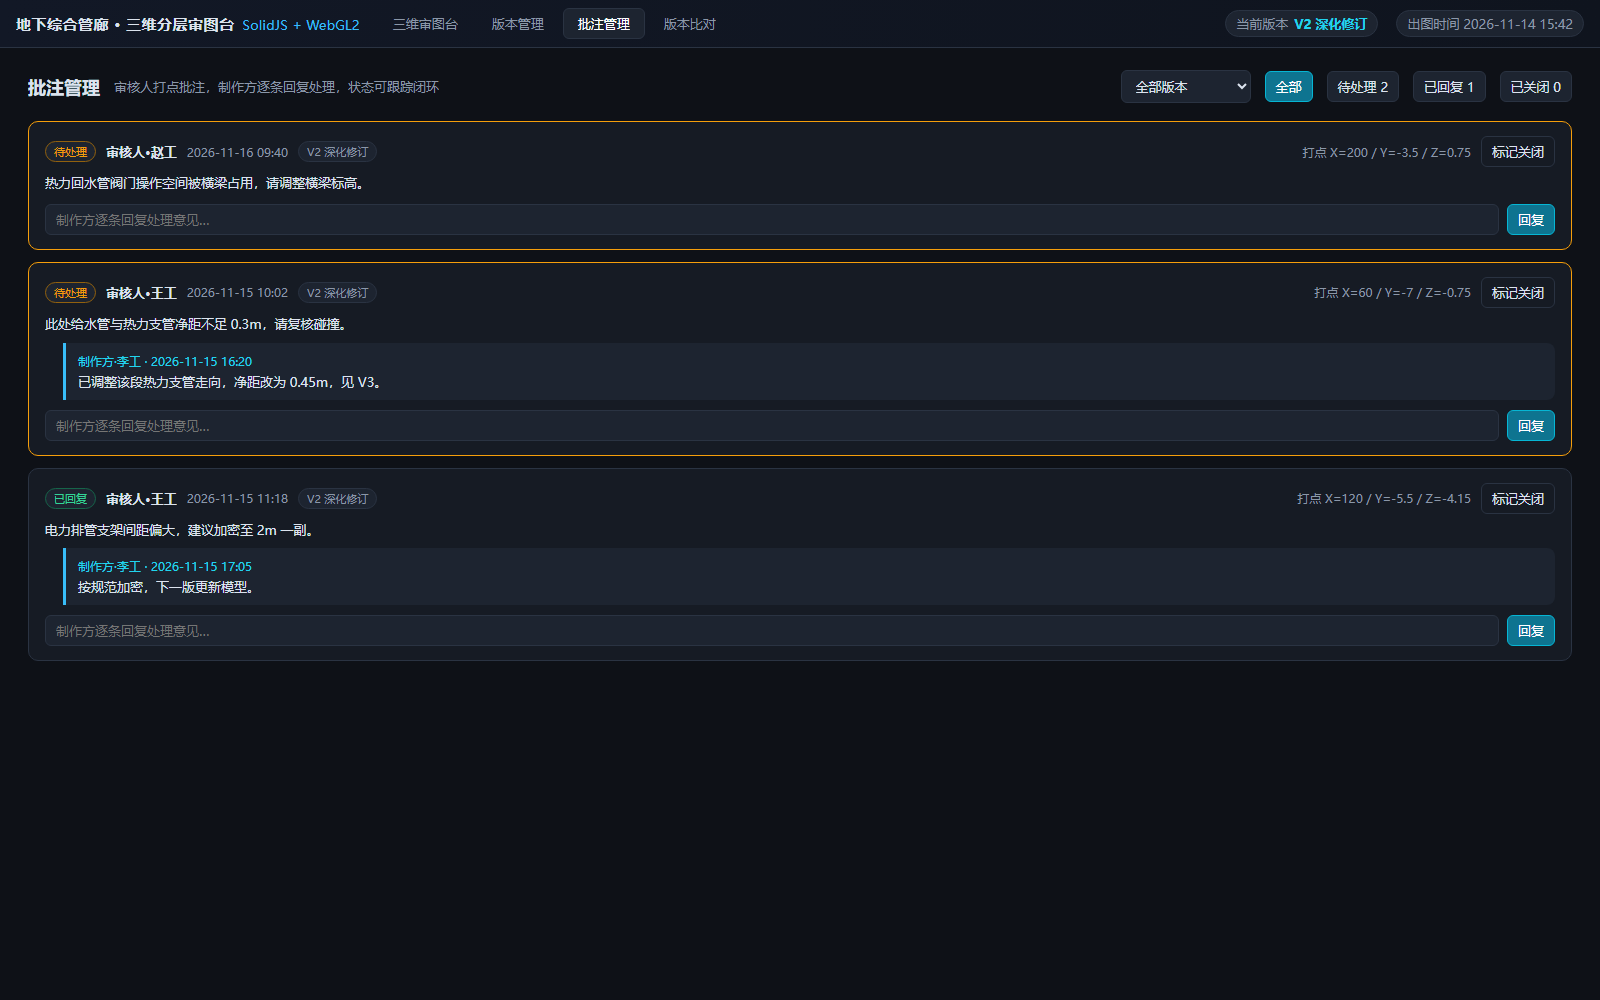 地下综合管廊 • 三维分层审图台 SolidJS + WebGL2 三维审图台 版本管理 批注管理 版本比对 当前版本 V2 深化修订 出图时间 2026-11-14 15:42
批注管理 审核人打点批注，制作方逐条回复处理，状态可跟踪闭环 全部版本 全部 待处理 2 已回复 1 已关闭 0
待处理 审核人•赵工 2026-11-16 09:40 V2 深化修订 打点 X=200 / Y=-3.5 / Z=0.75 标记关闭
热力回水管阀门操作空间被横梁占用，请调整横梁标高。
制作方逐条回复处理意见... 回复
待处理 审核人•王工 2026-11-15 10:02 V2 深化修订 打点 X=60 / Y=-7 / Z=-0.75 标记关闭
此处给水管与热力支管净距不足 0.3m，请复核碰撞。
制作方·李工 · 2026-11-15 16:20
已调整该段热力支管走向，净距改为 0.45m，见 V3。
制作方逐条回复处理意见... 回复
已回复 审核人•王工 2026-11-15 11:18 V2 深化修订 打点 X=120 / Y=-5.5 / Z=-4.15 标记关闭
电力排管支架间距偏大，建议加密至 2m 一副。
制作方·李工 · 2026-11-15 17:05
按规范加密，下一版更新模型。
制作方逐条回复处理意见... 回复